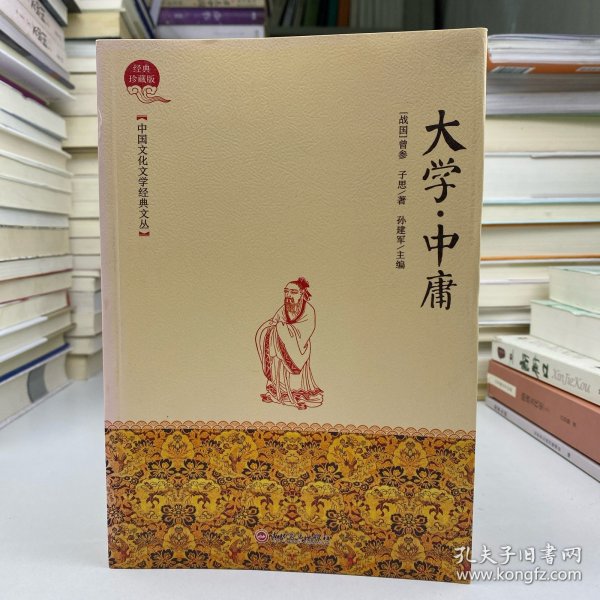 经典
珍藏版
【中国文化文学经典文丛】
大学·中庸
[战国]曾参 子思/著 孙建军/主编
XinJueXou
孔夫子旧书网
www.kongfz.com